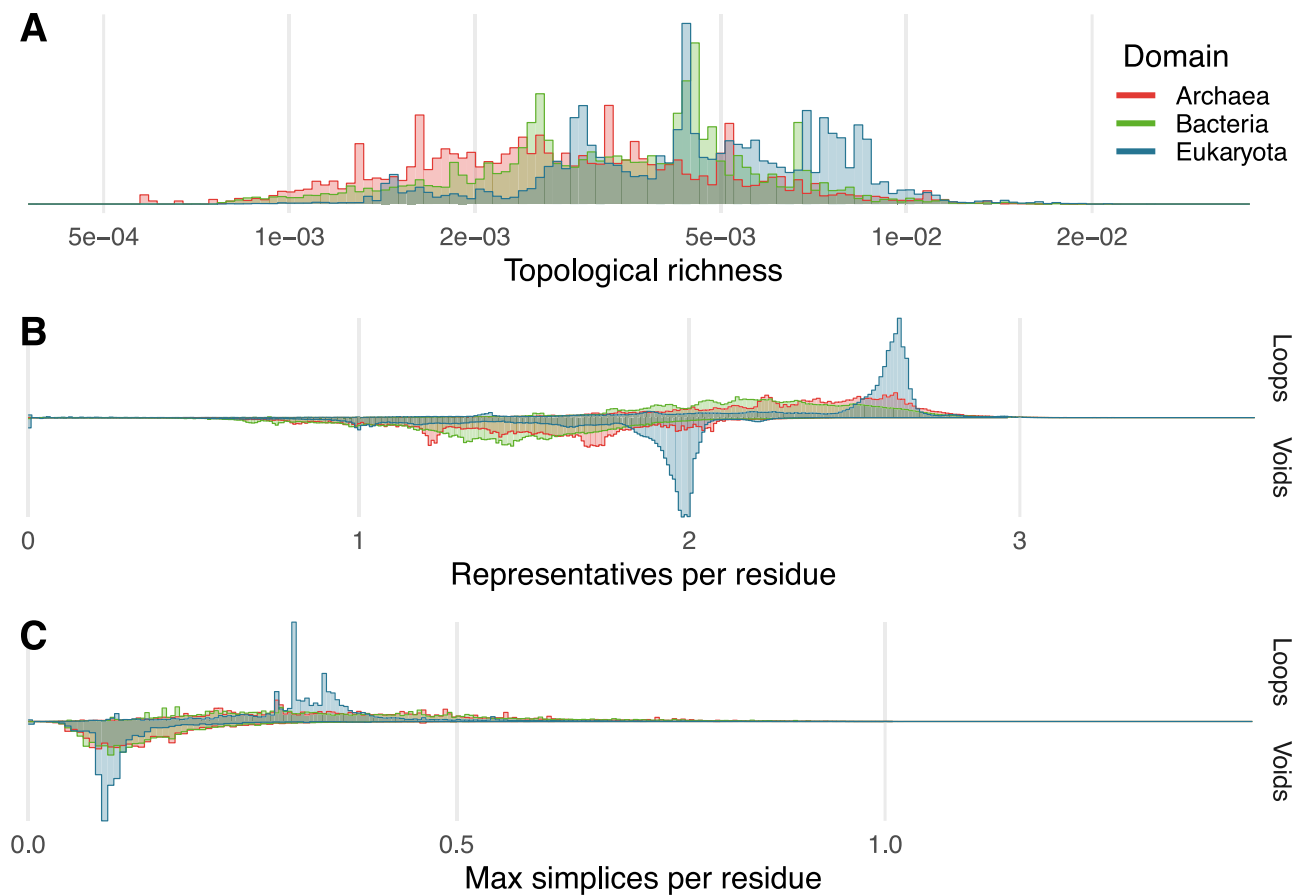 A
Domain
Archaea
Bacteria
Eukaryota
5e−04 1e−03 2e−03 5e−03 1e−02 2e−02
Topological richness
B
Loops
Voids
0 1 2 3
Representatives per residue
C
Loops
Voids
0.0 0.5 1.0
Max simplices per residue